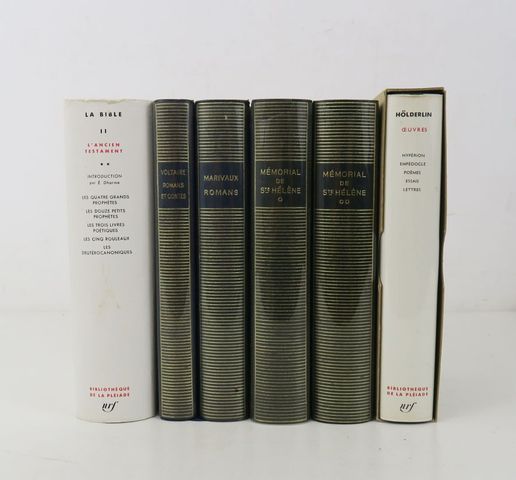 LA BIBLE
II
L'ANCIEN
TESTAMENT
**
INTRODUCTION
par É. Dhorme
LES QUATRE GRANDS
PROPHÈTES
LES DOUZE PETITS
PROPHÈTES
LES TROIS LIVRES
POÉTIQUES
LES CINQ ROULEAUX
LES
DEUTÉROCANONIQUES
BIBLIOTHÈQUE
DE LA PLÉIADE
nrf
VOLTAIRE
ROMANS
ET CONTES
MARIVAUX
ROMANS
MÉMORIAL
DE
STE HÉLÈNE
MÉMORIAL
DE
STE HÉLÈNE
HÖLDERLIN
ŒUVRES
HYPÉRION
EMPÉDOCLE
POÈMES
ESSAIS
LETTRES
BIBLIOTHÈQUE
DE LA PLÉIADE
nrf